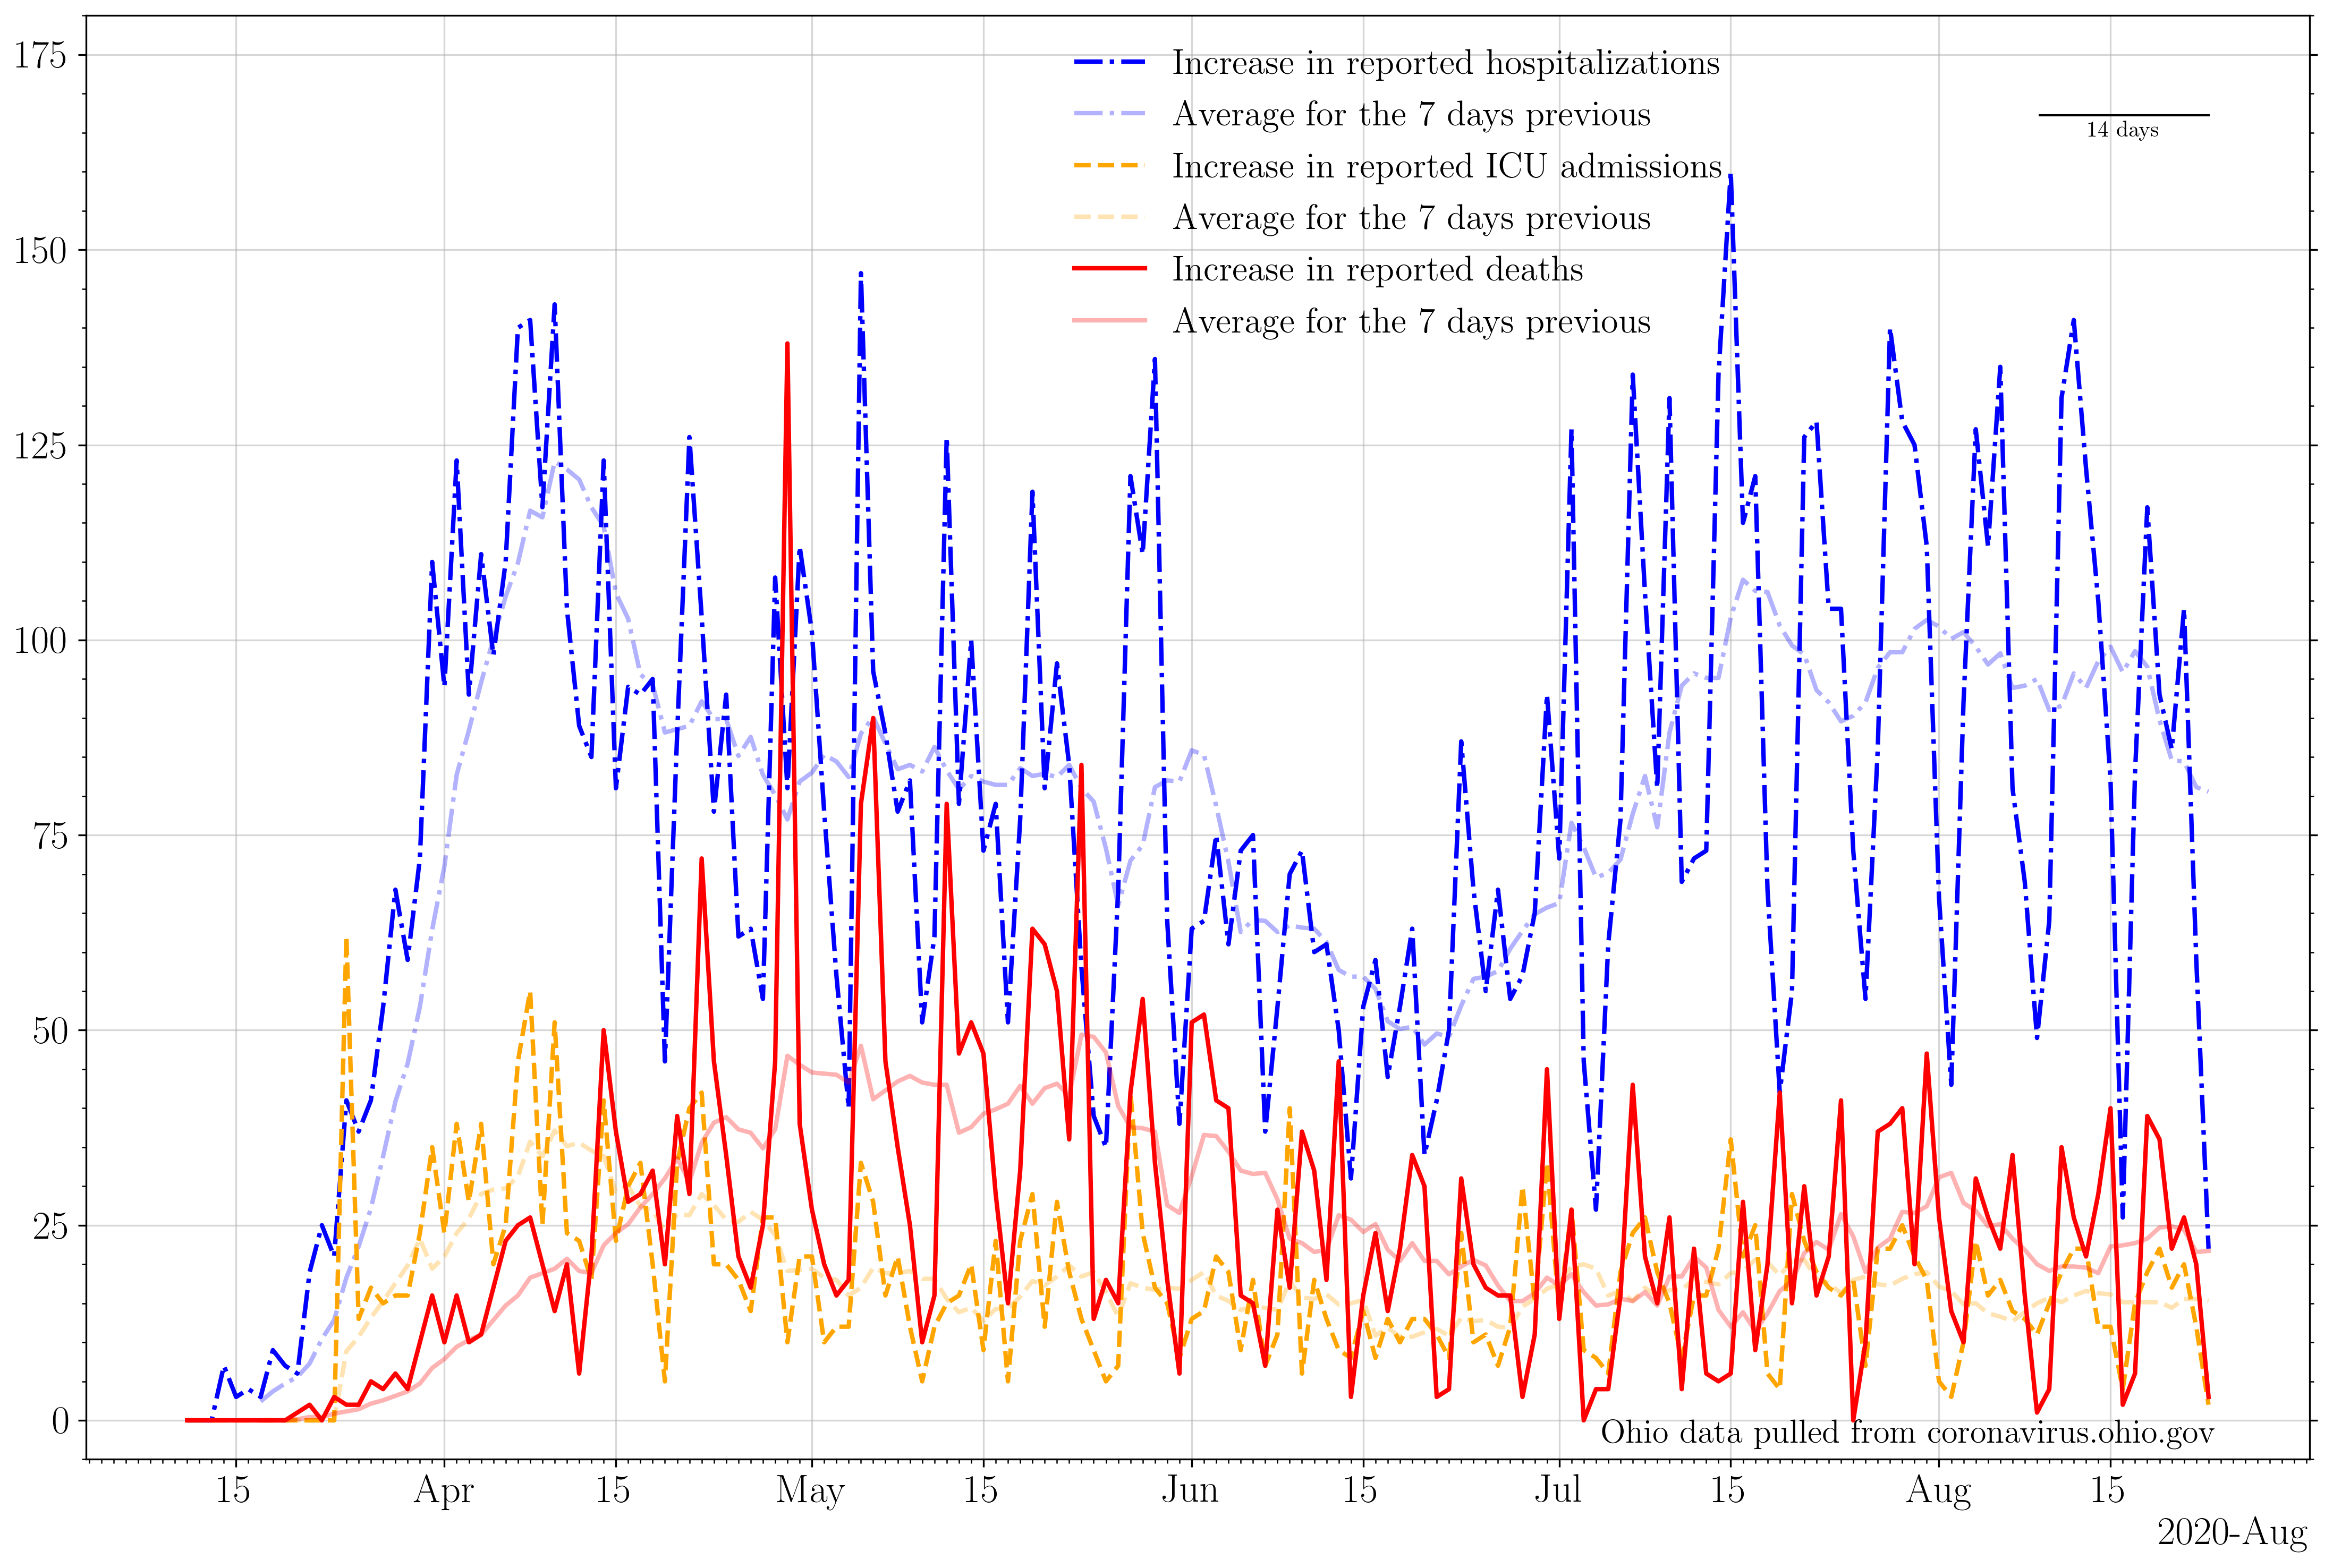 175
150
125
100
75
50
25
0
Increase in reported hospitalizations
Average for the 7 days previous
Increase in reported ICU admissions
Average for the 7 days previous
Increase in reported deaths
Average for the 7 days previous
14 days
Ohio data pulled from coronavirus.ohio.gov
15 Apr 15 May 15 Jun 15 Jul 15 Aug 15
2020-Aug